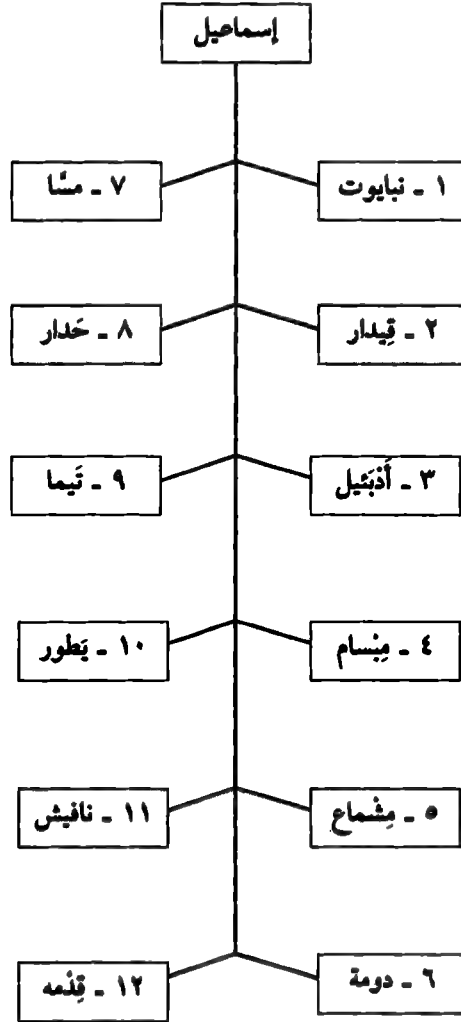 إسماعيل
١ ـ نبايوت
٧ ـ مسَّا
٢ ـ قِيدار
٨ ـ حَدار
٣ ـ أَذْبَئيل
٩ ـ تَيما
٤ ـ مِبْسام
١٠ ـ يَطور
٥ ـ مِشْماع
١١ ـ نافيش
٦ ـ دومة
١٢ ـ قِدْمه